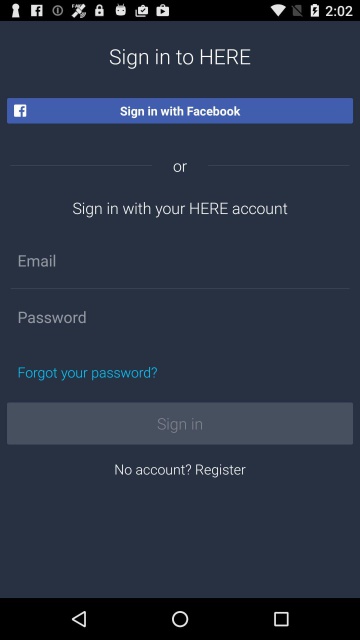 2:02
Sign in to HERE
Sign in with Facebook
or
Sign in with your HERE account
Email
Password
Forgot your password?
Sign in
No account? Register